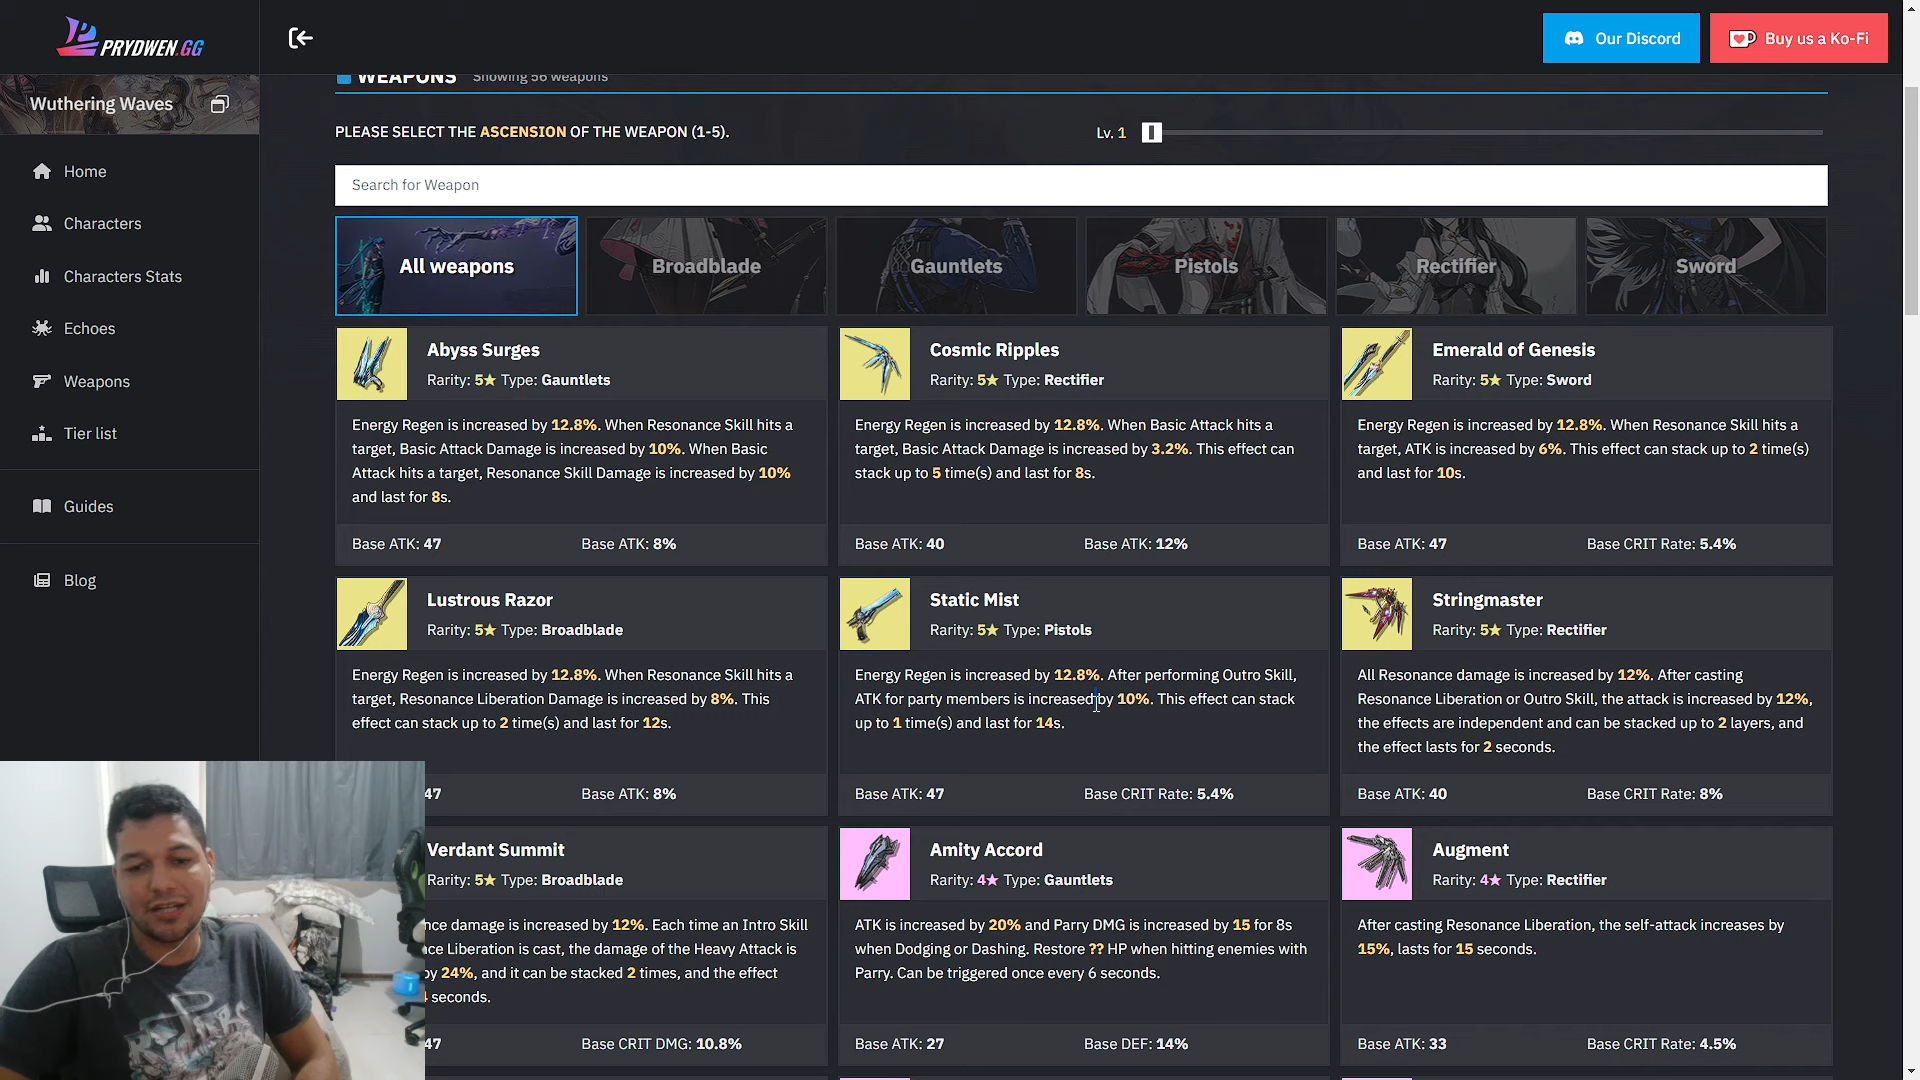 PRYDWEN.GG
Our Discord
Buy us a Ko-Fi
Wuthering Waves
Home
Characters
Characters Stats
Echoes
Weapons
Tier list
Guides
Blog
WEAPONS Showing 56 weapons
PLEASE SELECT THE ASCENSION OF THE WEAPON (1-5).
Lv. 1
Search for Weapon
All weapons
Broadblade
Gauntlets
Pistols
Rectifier
Sword
Abyss Surges
Rarity: 5★ Type: Gauntlets
Energy Regen is increased by 12.8%. When Resonance Skill hits a
target, Basic Attack Damage is increased by 10%. When Basic
Attack hits a target, Resonance Skill Damage is increased by 10%
and last for 8s.
Base ATK: 47 Base ATK: 8%
Cosmic Ripples
Rarity: 5★ Type: Rectifier
Energy Regen is increased by 12.8%. When Basic Attack hits a
target, Basic Attack Damage is increased by 3.2%. This effect can
stack up to 5 time(s) and last for 8s.
Base ATK: 40 Base ATK: 12%
Emerald of Genesis
Rarity: 5★ Type: Sword
Energy Regen is increased by 12.8%. When Resonance Skill hits a
target, ATK is increased by 6%. This effect can stack up to 2 time(s)
and last for 10s.
Base ATK: 47 Base CRIT Rate: 5.4%
Lustrous Razor
Rarity: 5★ Type: Broadblade
Energy Regen is increased by 12.8%. When Resonance Skill hits a
target, Resonance Liberation Damage is increased by 8%. This
effect can stack up to 2 time(s) and last for 12s.
47 Base ATK: 8%
Static Mist
Rarity: 5★ Type: Pistols
Energy Regen is increased by 12.8%. After performing Outro Skill,
ATK for party members is increased by 10%. This effect can stack
up to 1 time(s) and last for 14s.
Base ATK: 47 Base CRIT Rate: 5.4%
Stringmaster
Rarity: 5★ Type: Rectifier
All Resonance damage is increased by 12%. After casting
Resonance Liberation or Outro Skill, the attack is increased by 12%,
the effects are independent and can be stacked up to 2 layers, and
the effect lasts for 2 seconds.
Base ATK: 40 Base CRIT Rate: 8%
Verdant Summit
Rarity: 5★ Type: Broadblade
nce damage is increased by 12%. Each time an Intro Skill
ce Liberation is cast, the damage of the Heavy Attack is
by 24%, and it can be stacked 2 times, and the effect
seconds.
47 Base CRIT DMG: 10.8%
Amity Accord
Rarity: 4★ Type: Gauntlets
ATK is increased by 20% and Parry DMG is increased by 15 for 8s
when Dodging or Dashing. Restore ?? HP when hitting enemies with
Parry. Can be triggered once every 6 seconds.
Base ATK: 27 Base DEF: 14%
Augment
Rarity: 4★ Type: Rectifier
After casting Resonance Liberation, the self-attack increases by
15%, lasts for 15 seconds.
Base ATK: 33 Base CRIT Rate: 4.5%